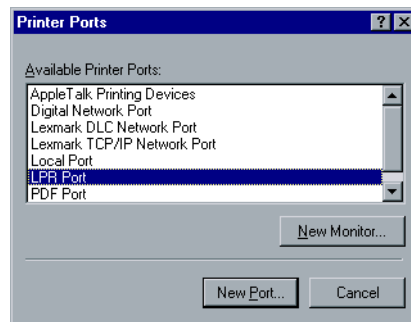 Printer Ports
Available Printer Ports:
AppleTalk Printing Devices
Digital Network Port
Lexmark DLC Network Port
Lexmark TCP/IP Network Port
Local Port
LPR Port
PDF Port
New Monitor...
New Port...
Cancel